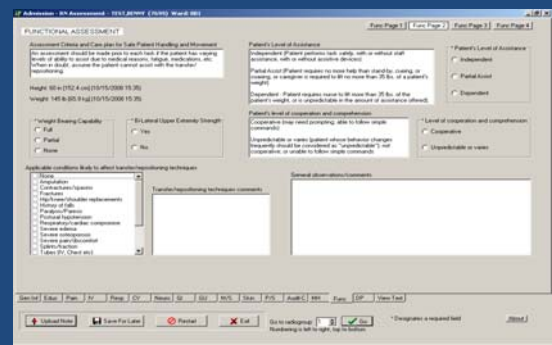 Admission - RN Assessment - TEST,BENNY (7699) Ward: 8B1
FUNCTIONAL ASSESSMENT
Func Page 1 Func Page 2 Func Page 3 Func Page 4
Assessment Criteria and Care plan for Safe Patient Handling and Movement
An assessment should be made prior to each task if the patient has varying
levels of ability to assist due to medical reasons, fatigue, medications, etc.
When in doubt, assume the patient cannot assist with the transfer/
repositioning.
Height: 60 in [152.4 cm] (10/15/2008 15:35)
Weight: 145 lb [65.9 kg] (10/15/2008 15:35)
Patient's Level of Assistance
Independent (Patient performs task safely, with or without staff
assistance, with or without assistive devices)
Partial Assist (Patient requires no more help than stand-by, cueing, or
coaxing, or caregiver is required to lift no more than 35 lbs. of a patient's
weight)
Dependent - Patient requires nurse to lift more than 35 lbs. of the
patient's weight, or is unpredictable in the amount of assistance offered)
* Patient's Level of Assistance
Independent
Partial Assist
Dependent
* Weight Bearing Capability
Full
Partial
None
* Bi-Lateral Upper Extremity Strength
Yes
No
Patient's level of cooperation and comprehension
Cooperative (may need prompting; able to follow simple
commands)
Unpredictable or varies (patient whose behavior changes
frequently should be considered as "unpredictable"), not
cooperative, or unable to follow simple commands
* Level of cooperation and comprehension
Cooperative
Unpredictable or varies
Applicable conditions likely to affect transfer/repositioning techniques
None
Amputation
Contractures/spasms
Fractures
Hip/knee/shoulder replacements
History of falls
Paralysis/Paresis
Postural hypotension
Respiratory/cardiac compromise
Severe edema
Severe osteoporosis
Severe pain/discomfort
Splints/traction
Tubes (IV, Chest etc)
Transfer/repositioning techniques comments
General observations/comments
Gen Inf Educ Pain IV Resp CV Neuro GI GU M/S Skin P/S AuditC MH Func DP View Text
Upload Note Save For Later Restart Exit Go to radiogroup: 1 Go
Numbering is left to right, top to bottom.
* Designates a required field
About